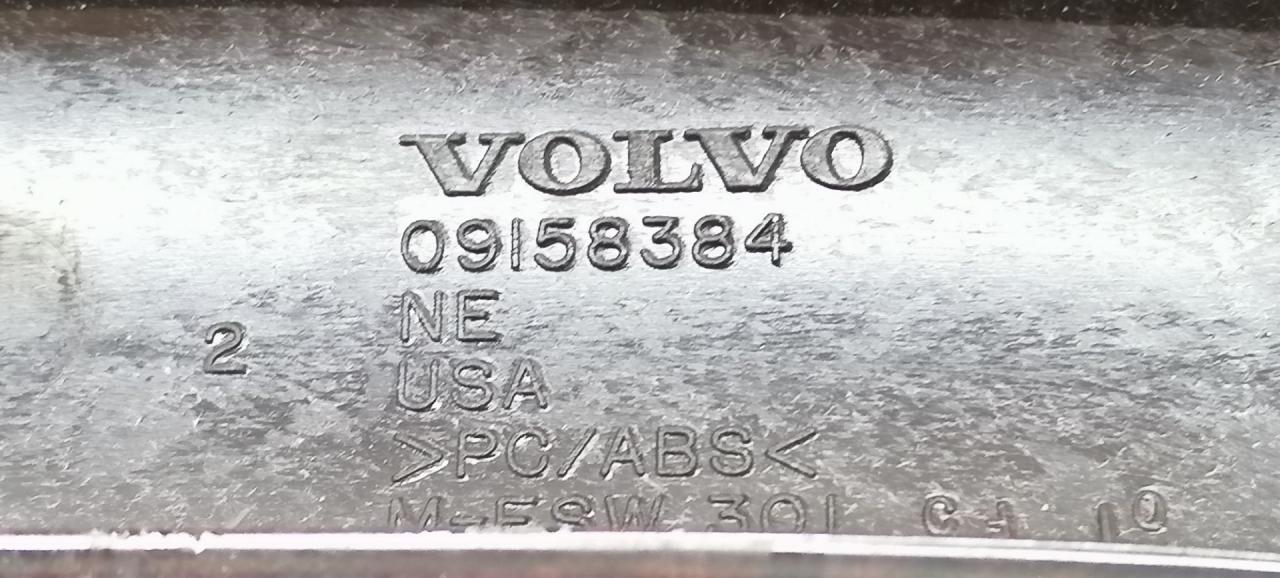 VOLVO
09158384
NE
2
USA
>PC/ABS<